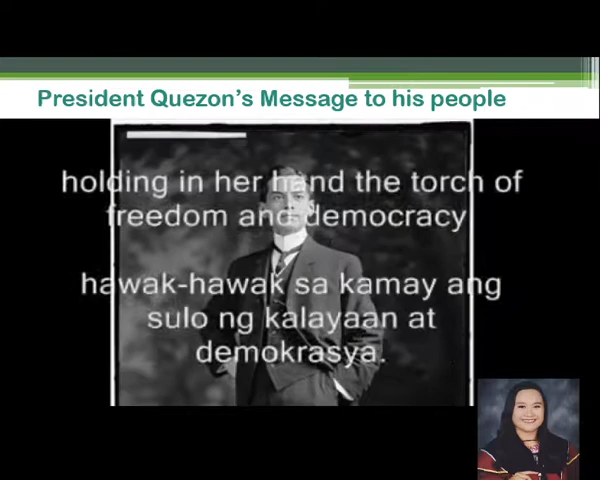 President Quezon's Message to his people
holding in her hand the torch of
freedom and democracy
hawak-hawak sa kamay ang
sulo ng kalayaan at
demokrasya.